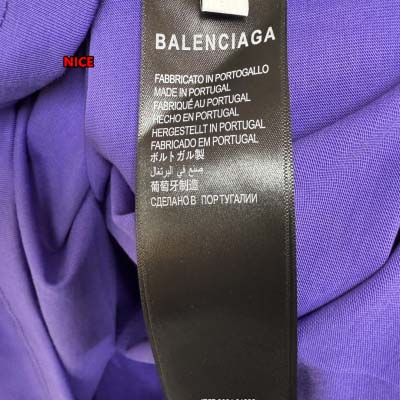 BALENCIAGA
NICE
FABBRICATO IN PORTOGALLO
MADE IN PORTUGAL
FABRIQUÉ AU PORTUGAL
HECHO EN PORTUGAL
HERGESTELLT IN PORTUGAL
FABRICADO EM PORTUGAL
ポルトガル製
صنع في البرتغال
葡萄牙制造
СДЕЛАНО В ПОРТУГАЛИИ